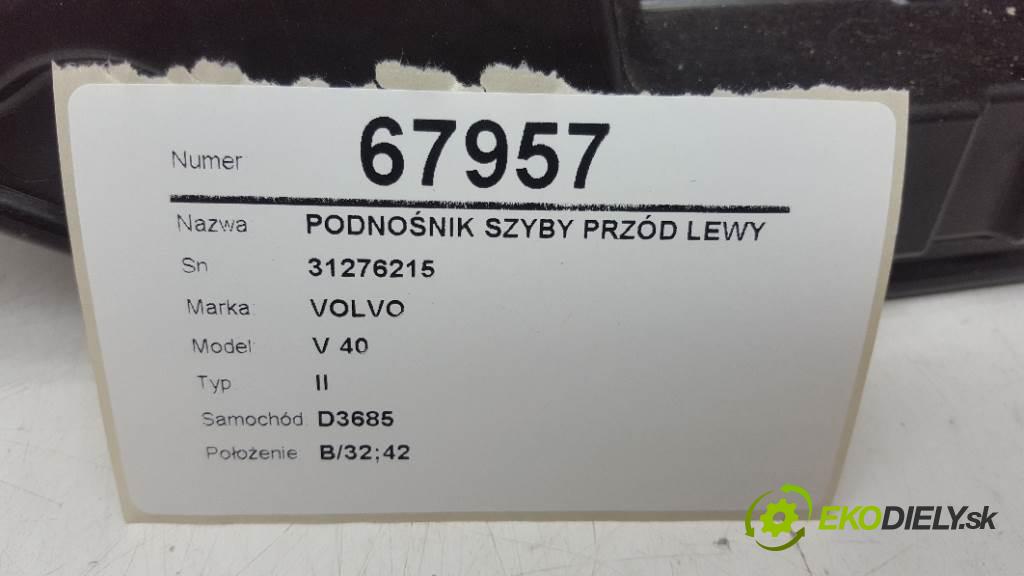 Numer 67957
Nazwa PODNOŚNIK SZYBY PRZÓD LEWY
Sn 31276215
Marka VOLVO
Model V 40
Typ II
Samochód D3685
Położenie B/32;42
EKODIELY.sk